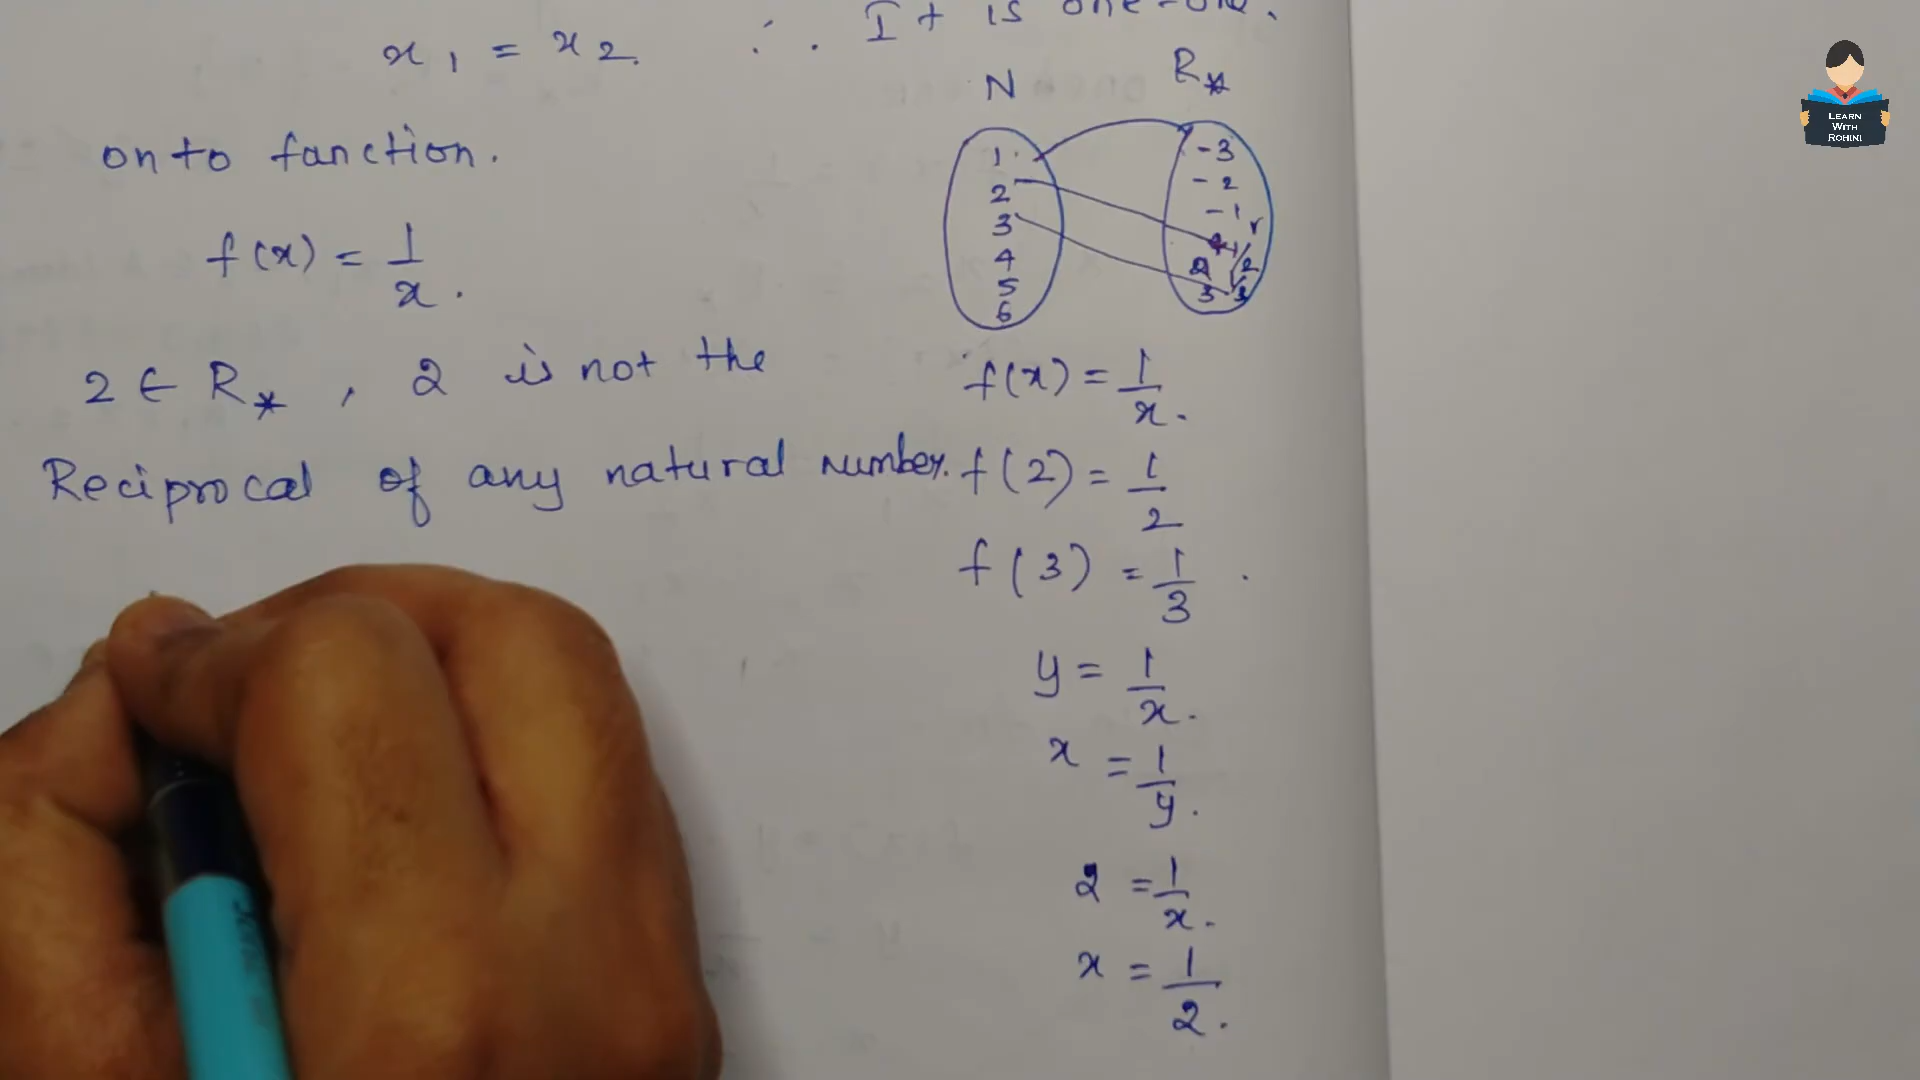 x1 = x2. ∴ It is one-one.
onto fanction.
f(x) = 1/x.
2 ∈ R*, 2 is not the
Reciprocal of any natural number.
N R*
1
2
3
4
5
6
-3
-2
-1
2
3
f(x) = 1/x.
f(2) = 1/2
f(3) = 1/3
y = 1/x.
x = 1/y.
2 = 1/x.
x = 1/2.
LEARN
WITH
ROHINI